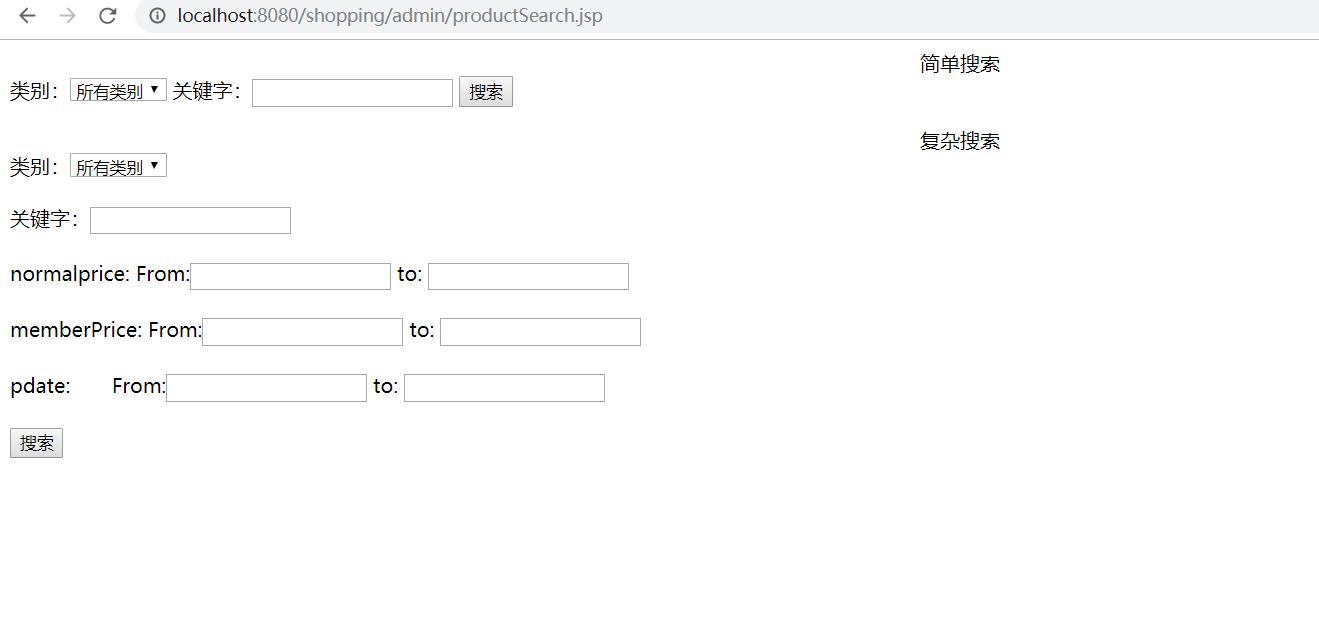 localhost:8080/shopping/admin/productSearch.jsp
简单搜索
类别：所有类别 关键字： 搜索
复杂搜索
类别：所有类别
关键字：
normalprice: From: to:
memberPrice: From: to:
pdate: From: to:
搜索